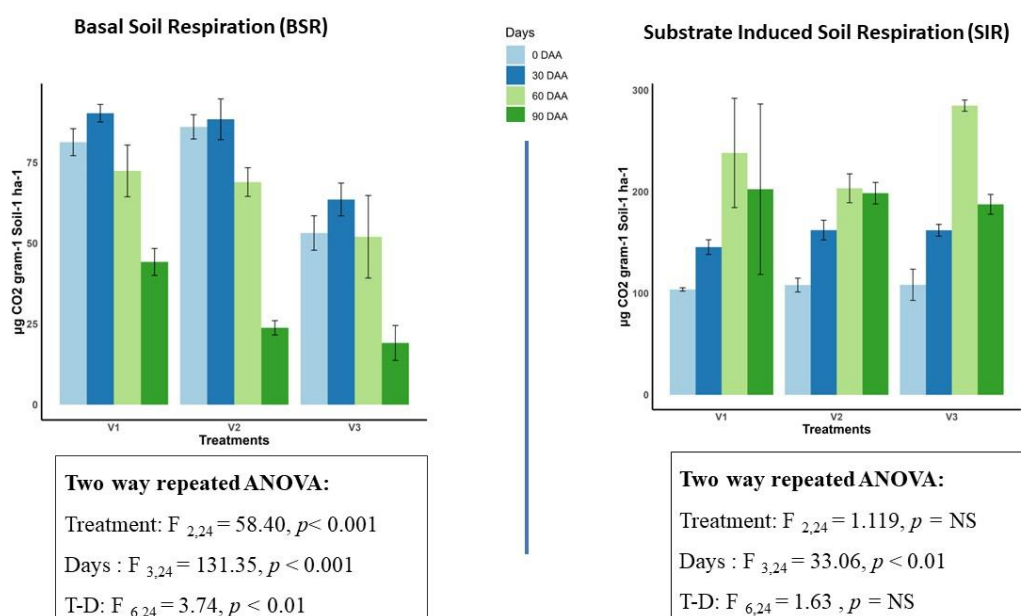 Basal Soil Respiration (BSR)
µg CO2 gram-1 Soil-1 ha-1
75
50
25
0
V1
V2
V3
Treatments
Two way repeated ANOVA:
Treatment: F 2,24 = 58.40, p< 0.001
Days : F 3,24 = 131.35, p < 0.001
T-D: F 6,24 = 3.74, p < 0.01
Days
0 DAA
30 DAA
60 DAA
90 DAA
Substrate Induced Soil Respiration (SIR)
µg CO2 gram-1 Soil-1 ha-1
300
200
100
0
V1
V2
V3
Treatments
Two way repeated ANOVA:
Treatment: F 2,24 = 1.119, p = NS
Days : F 3,24 = 33.06, p < 0.01
T-D: F 6,24 = 1.63 , p = NS